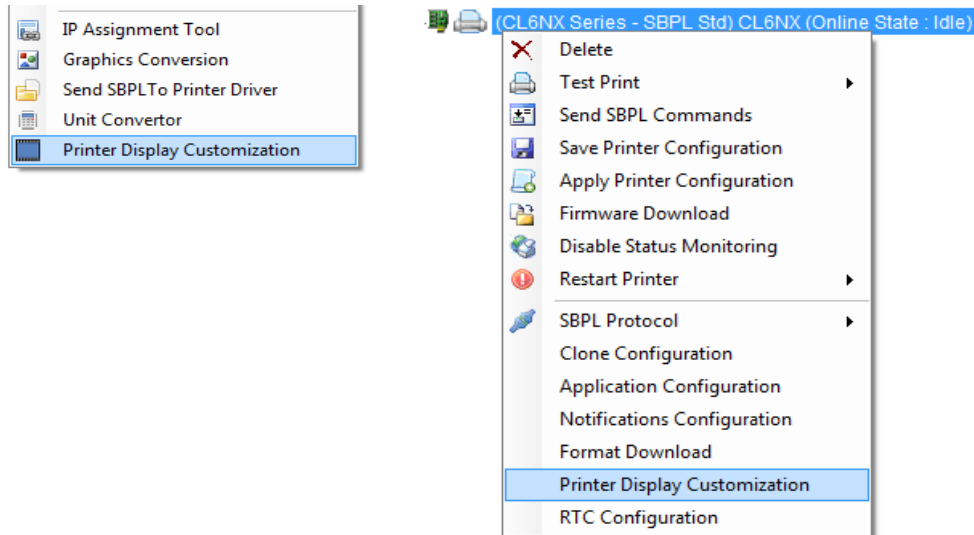 IP Assignment Tool
Graphics Conversion
Send SBPLTo Printer Driver
Unit Convertor
Printer Display Customization
(CL6NX Series - SBPL Std) CL6NX (Online State : Idle)
Delete
Test Print
Send SBPL Commands
Save Printer Configuration
Apply Printer Configuration
Firmware Download
Disable Status Monitoring
Restart Printer
SBPL Protocol
Clone Configuration
Application Configuration
Notifications Configuration
Format Download
Printer Display Customization
RTC Configuration